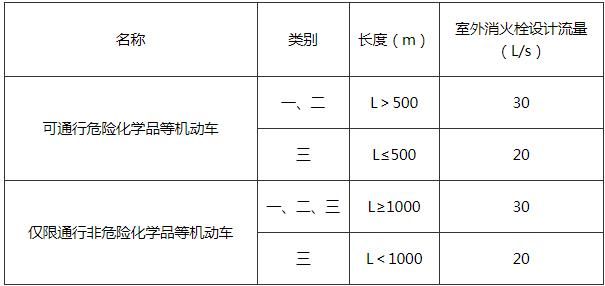 名称 类别 长度（m） 室外消火栓设计流量
（L/s）
可通行危险化学品等机动车 一、二 L＞500 30
三 L≤500 20
仅限通行非危险化学品等机动车 一、二、三 L≥1000 30
三 L＜1000 20